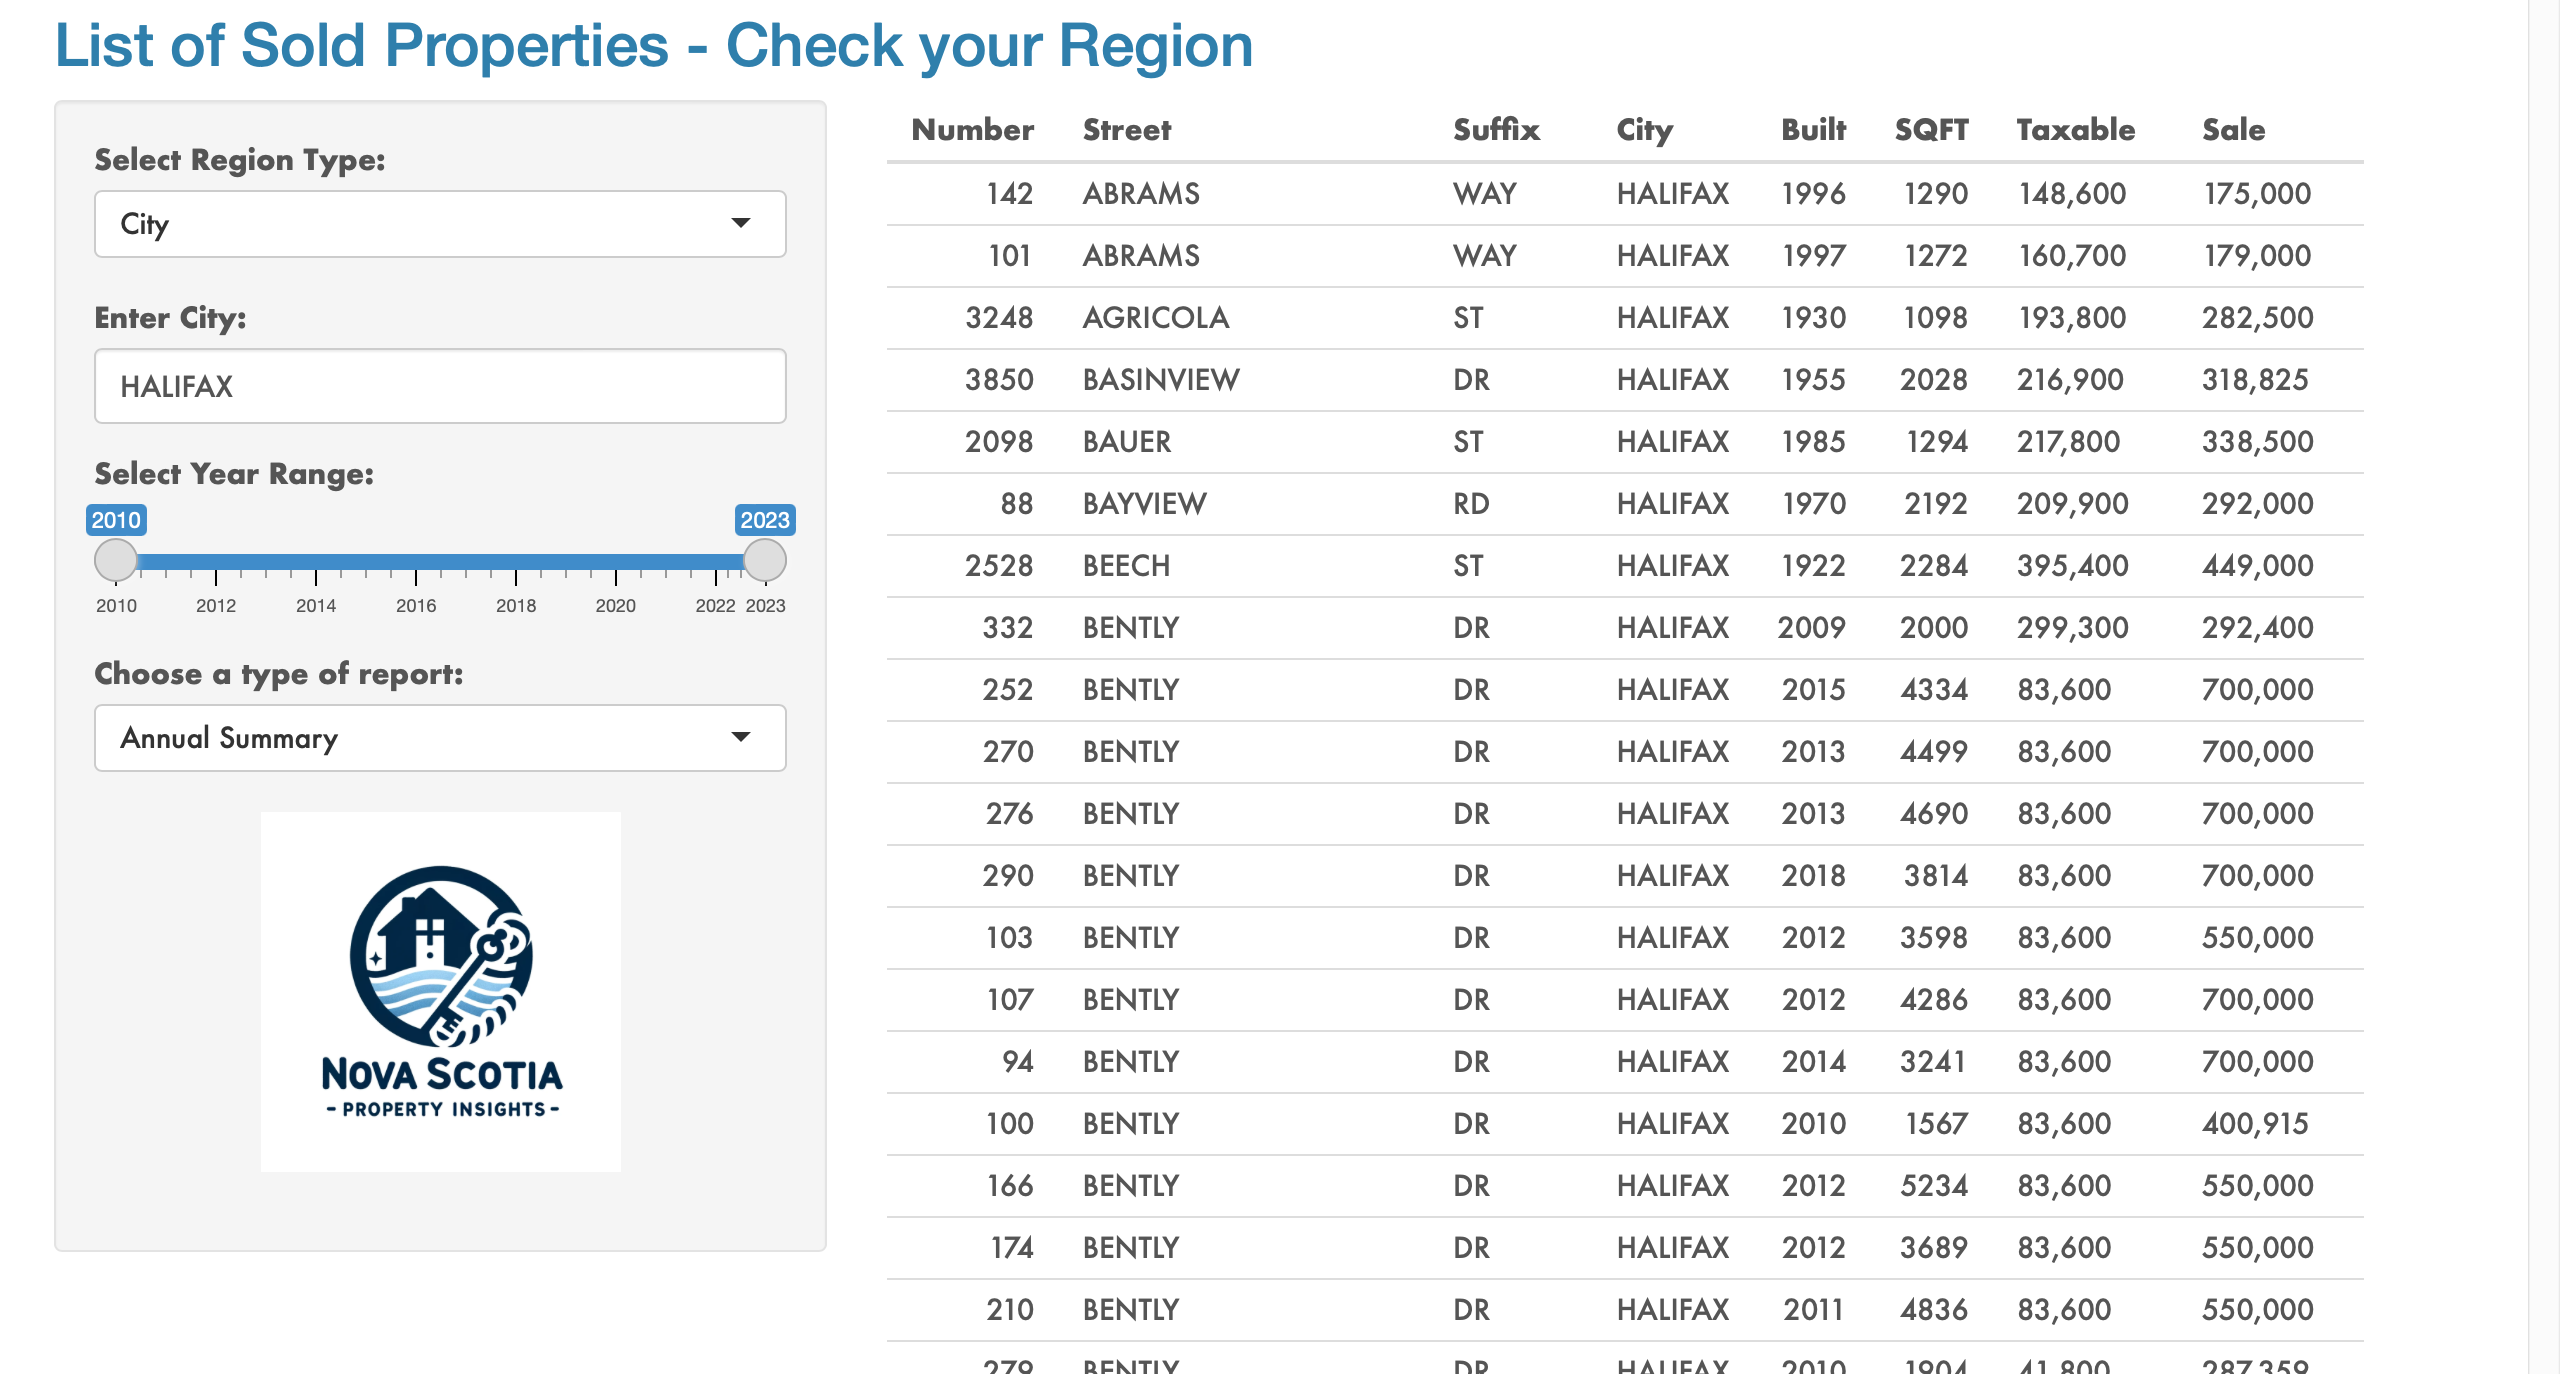 List of Sold Properties - Check your Region
Select Region Type:
City
Enter City:
HALIFAX
Select Year Range:
2010 2023
2010 2012 2014 2016 2018 2020 2022 2023
Choose a type of report:
Annual Summary
NOVA SCOTIA
- PROPERTY INSIGHTS -
Number Street Suffix City Built SQFT Taxable Sale
142 ABRAMS WAY HALIFAX 1996 1290 148,600 175,000
101 ABRAMS WAY HALIFAX 1997 1272 160,700 179,000
3248 AGRICOLA ST HALIFAX 1930 1098 193,800 282,500
3850 BASINVIEW DR HALIFAX 1955 2028 216,900 318,825
2098 BAUER ST HALIFAX 1985 1294 217,800 338,500
88 BAYVIEW RD HALIFAX 1970 2192 209,900 292,000
2528 BEECH ST HALIFAX 1922 2284 395,400 449,000
332 BENTLY DR HALIFAX 2009 2000 299,300 292,400
252 BENTLY DR HALIFAX 2015 4334 83,600 700,000
270 BENTLY DR HALIFAX 2013 4499 83,600 700,000
276 BENTLY DR HALIFAX 2013 4690 83,600 700,000
290 BENTLY DR HALIFAX 2018 3814 83,600 700,000
103 BENTLY DR HALIFAX 2012 3598 83,600 550,000
107 BENTLY DR HALIFAX 2012 4286 83,600 700,000
94 BENTLY DR HALIFAX 2014 3241 83,600 700,000
100 BENTLY DR HALIFAX 2010 1567 83,600 400,915
166 BENTLY DR HALIFAX 2012 5234 83,600 550,000
174 BENTLY DR HALIFAX 2012 3689 83,600 550,000
210 BENTLY DR HALIFAX 2011 4836 83,600 550,000
279 BENTLY DR HALIFAX 2010 1904 41,800 287,359